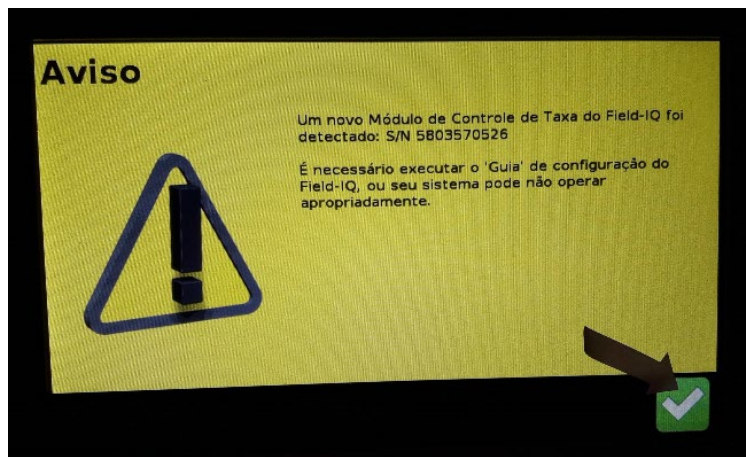 Aviso
Um novo Módulo de Controle de Taxa do Field-IQ foi
detectado: S/N 5803570526
É necessário executar o 'Guia' de configuração do
Field-IQ, ou seu sistema pode não operar
apropriadamente.